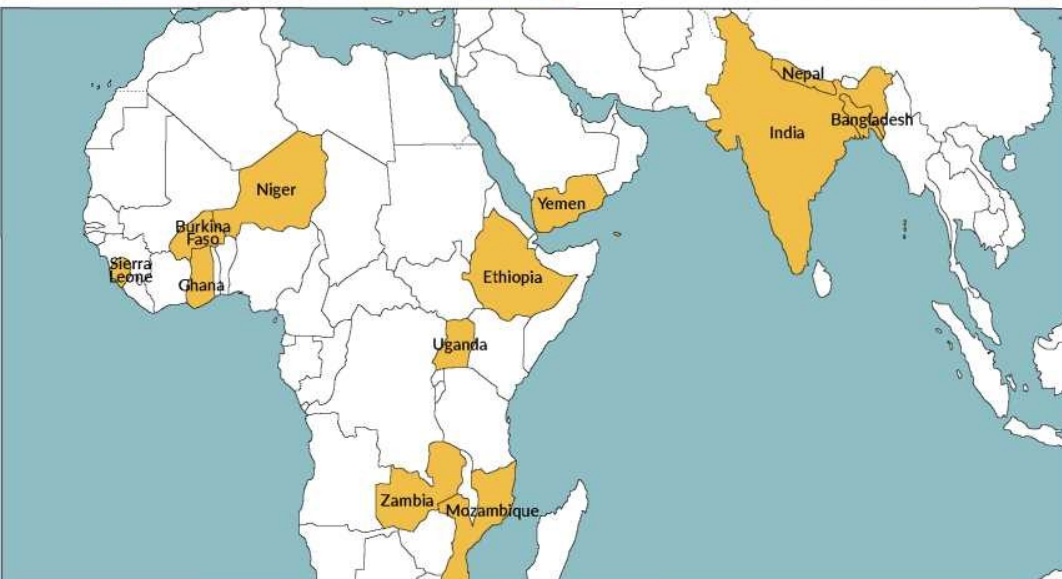 Nepal
Bangladesh
India
Niger
Yemen
Burkina
Faso
Sierra
Leone
Ethiopia
Ghana
Uganda
Zambia
Mozambique